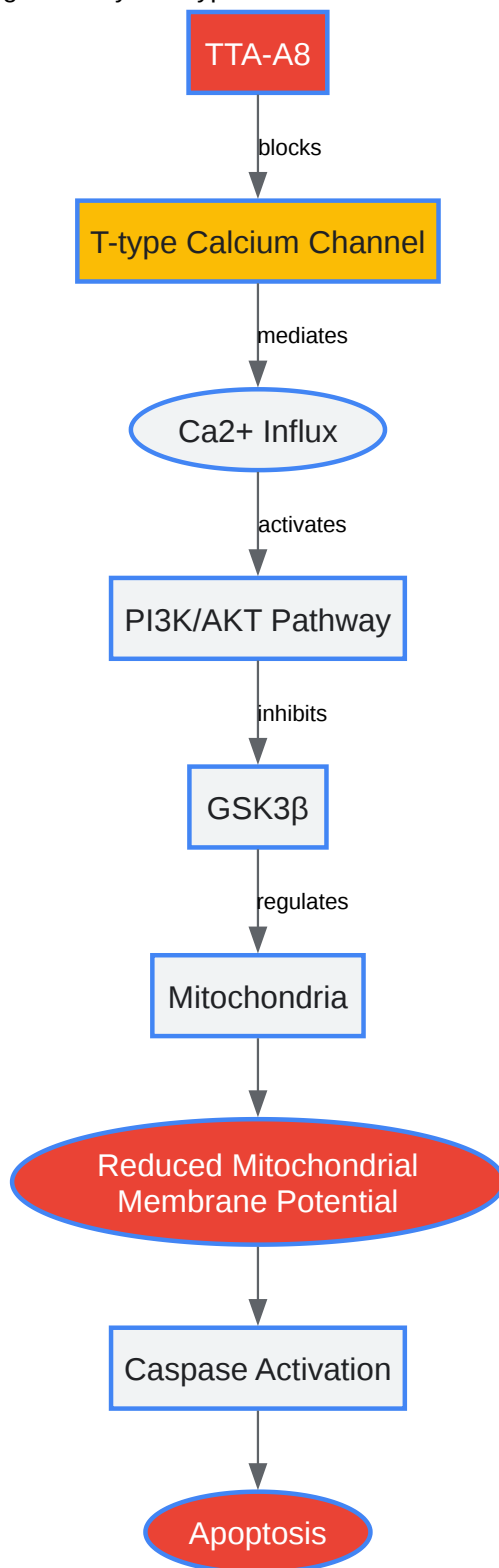 TTA-A8
blocks
T-type Calcium Channel
mediates
Ca2+ Influx
activates
PI3K/AKT Pathway
inhibits
GSK3β
regulates
Mitochondria
Reduced Mitochondrial
Membrane Potential
Caspase Activation
Apoptosis